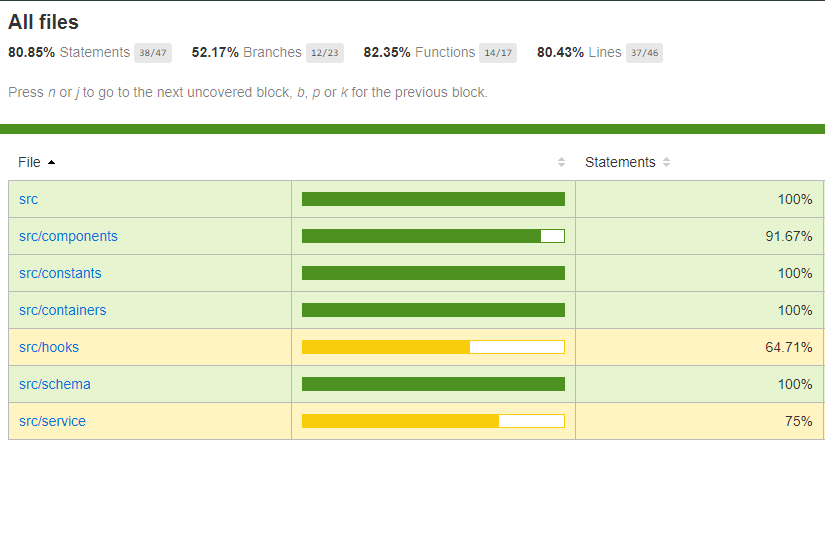 All files
80.85% Statements 38/47 52.17% Branches 12/23 82.35% Functions 14/17 80.43% Lines 37/46
Press n or j to go to the next uncovered block, b, p or k for the previous block.
File Statements
src 100%
src/components 91.67%
src/constants 100%
src/containers 100%
src/hooks 64.71%
src/schema 100%
src/service 75%